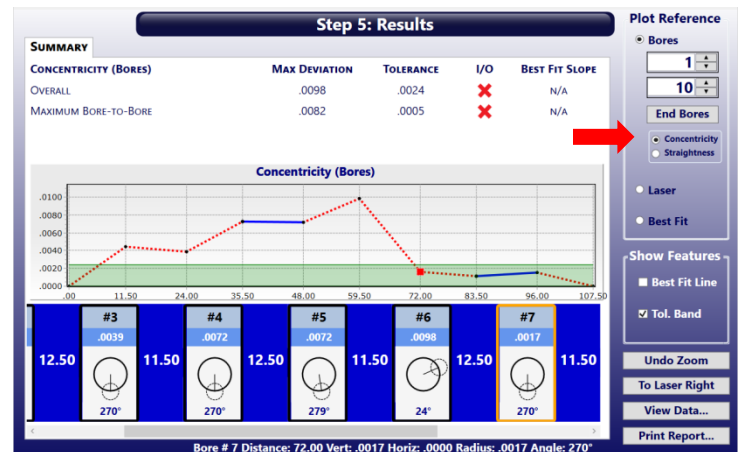 Step 5: Results
SUMMARY
CONCENTRICITY (BORES) MAX DEVIATION TOLERANCE I/O BEST FIT SLOPE
OVERALL .0098 .0024 N/A
MAXIMUM BORE-TO-BORE .0082 .0005 N/A
Concentricity (Bores)
.0100
.0080
.0060
.0040
.0020
.0000
.00 11.50 24.00 35.50 48.00 59.50 72.00 83.50 96.00 107.50
#3 #4 #5 #6 #7
.0039 .0072 .0072 .0098 .0017
12.50 11.50 12.50 11.50 12.50 11.50
270° 270° 279° 24° 270°
Bore # 7 Distance: 72.00 Vert: .0017 Horiz: .0000 Radius: .0017 Angle: 270°
Plot Reference
Bores
1
10
End Bores
Concentricity
Straightness
Laser
Best Fit
Show Features
Best Fit Line
Tol. Band
Undo Zoom
To Laser Right
View Data...
Print Report...